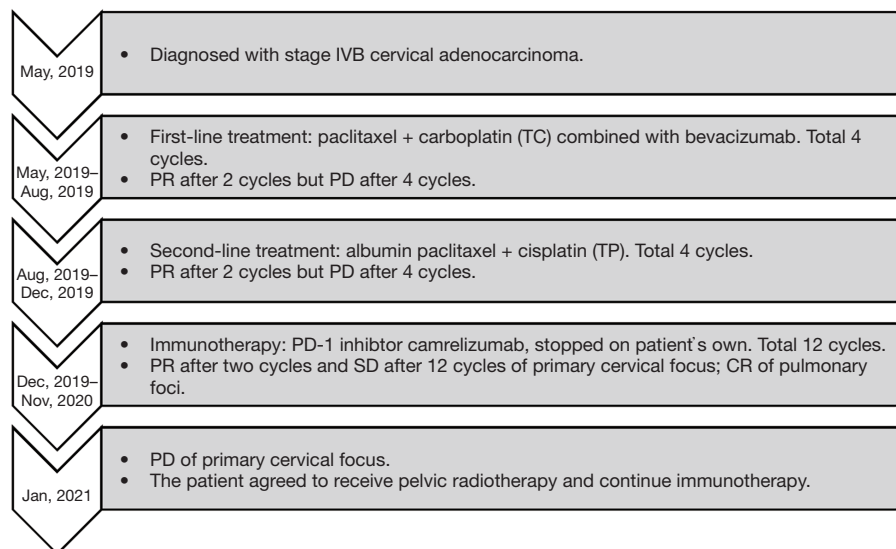 May, 2019
• Diagnosed with stage IVB cervical adenocarcinoma.
May, 2019–
Aug, 2019
• First-line treatment: paclitaxel + carboplatin (TC) combined with bevacizumab. Total 4
cycles.
• PR after 2 cycles but PD after 4 cycles.
Aug, 2019–
Dec, 2019
• Second-line treatment: albumin paclitaxel + cisplatin (TP). Total 4 cycles.
• PR after 2 cycles but PD after 4 cycles.
Dec, 2019–
Nov, 2020
• Immunotherapy: PD-1 inhibtor camrelizumab, stopped on patient`s own. Total 12 cycles.
• PR after two cycles and SD after 12 cycles of primary cervical focus; CR of pulmonary
foci.
Jan, 2021
• PD of primary cervical focus.
• The patient agreed to receive pelvic radiotherapy and continue immunotherapy.